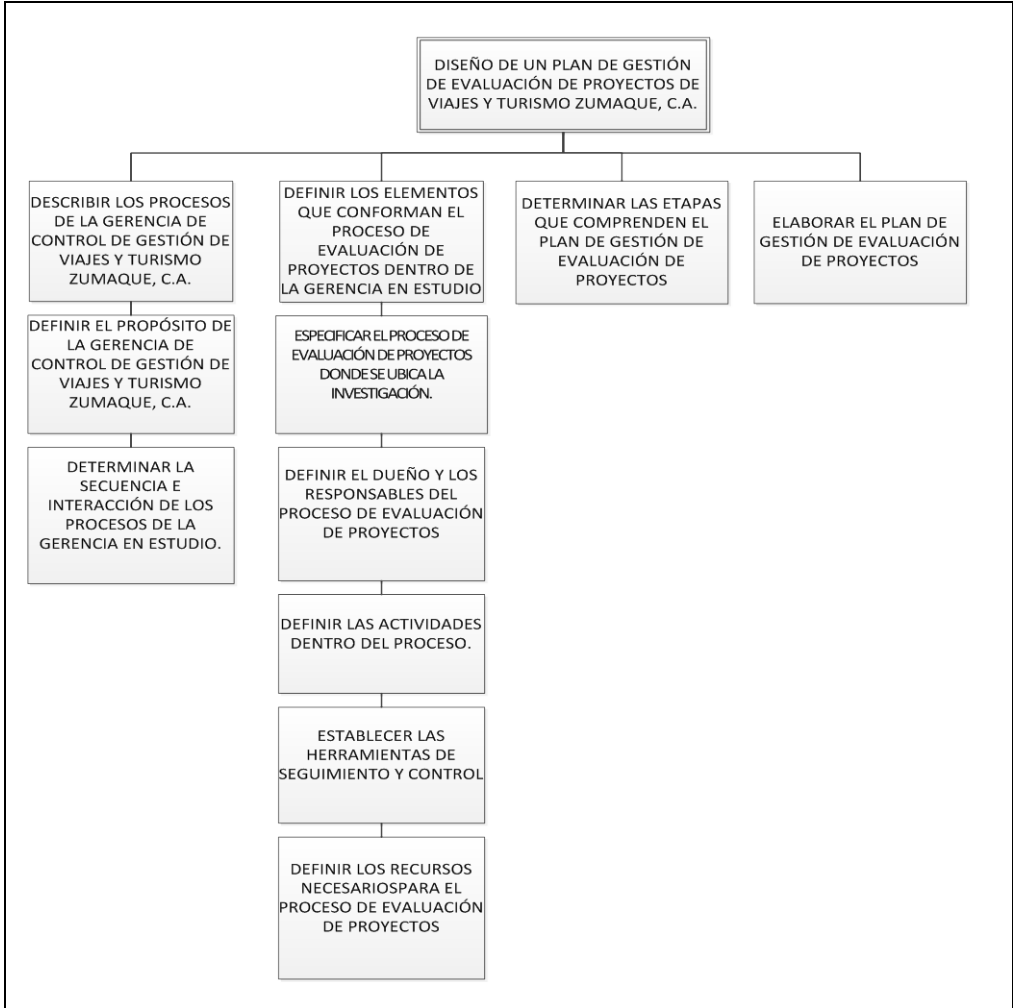 DISEÑO DE UN PLAN DE GESTIÓN
DE EVALUACIÓN DE PROYECTOS DE
VIAJES Y TURISMO ZUMAQUE, C.A.
DESCRIBIR LOS PROCESOS
DE LA GERENCIA DE
CONTROL DE GESTIÓN DE
VIAJES Y TURISMO
ZUMAQUE, C.A.
DEFINIR EL PROPÓSITO DE
LA GERENCIA DE
CONTROL DE GESTIÓN DE
VIAJES Y TURISMO
ZUMAQUE, C.A.
DETERMINAR LA
SECUENCIA E
INTERACCIÓN DE LOS
PROCESOS DE LA
GERENCIA EN ESTUDIO.
DEFINIR LOS ELEMENTOS
QUE CONFORMAN EL
PROCESO DE
EVALUACIÓN DE
PROYECTOS DENTRO DE
LA GERENCIA EN ESTUDIO
ESPECIFICAR EL PROCESO DE
EVALUACIÓN DE PROYECTOS
DONDE SE UBICA LA
INVESTIGACIÓN.
DEFINIR EL DUEÑO Y LOS
RESPONSABLES DEL
PROCESO DE EVALUACIÓN
DE PROYECTOS
DEFINIR LAS ACTIVIDADES
DENTRO DEL PROCESO.
ESTABLECER LAS
HERRAMIENTAS DE
SEGUIMIENTO Y CONTROL
DEFINIR LOS RECURSOS
NECESARIOSPARA EL
PROCESO DE EVALUACIÓN
DE PROYECTOS
DETERMINAR LAS ETAPAS
QUE COMPRENDEN EL
PLAN DE GESTIÓN DE
EVALUACIÓN DE
PROYECTOS
ELABORAR EL PLAN DE
GESTIÓN DE EVALUACIÓN
DE PROYECTOS